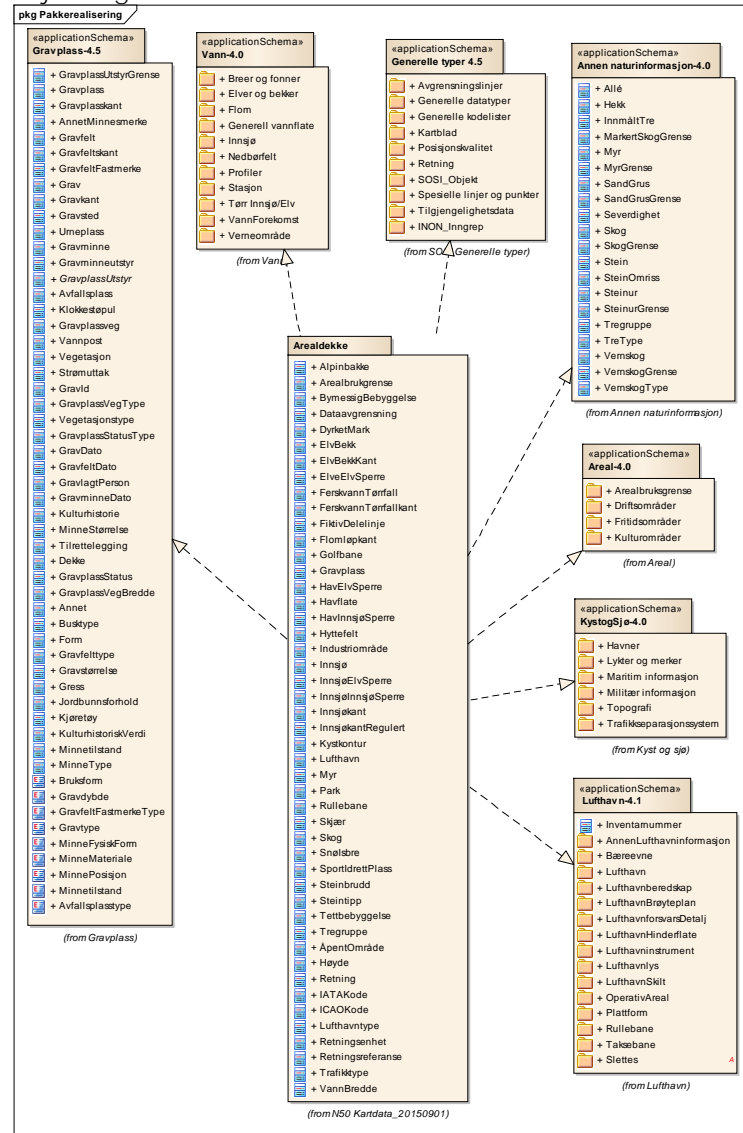 pkg Pakkerealisering
«applicationSchema»
Gravplass-4.5
+ GravplassUtstyrGrense
+ Gravplass
+ Gravplasskant
+ AnnetMinnesmerke
+ Gravfelt
+ Gravfeltskant
+ GravfeltFastmerke
+ Grav
+ Gravkant
+ Gravsted
+ Urneplass
+ Gravminne
+ Gravminneutstyr
+ GravplassUtstyr
+ Avfallsplass
+ Klokkestøpul
+ Gravplassveg
+ Vannpost
+ Vegetasjon
+ Strømuttak
+ GravId
+ GravplassVegType
+ Vegetasjonstype
+ GravplassStatusType
+ GravDato
+ GravfeltDato
+ GravlagtPerson
+ GravminneDato
+ Kulturhistorie
+ MinneStørrelse
+ Tilrettelegging
+ Dekke
+ GravplassStatus
+ GravplassVegBredde
+ Annet
+ Busktype
+ Form
+ Gravfelttype
+ Gravstørrelse
+ Gress
+ Jordbunnsforhold
+ Kjøretøy
+ KulturhistoriskVerdi
+ Minnetilstand
+ MinneType
+ Bruksform
+ Gravdybde
+ GravfeltFastmerkeType
+ Gravtype
+ MinneFysiskForm
+ MinneMateriale
+ MinnePosisjon
+ Minnetilstand
+ Avfallsplasstype
(from Gravplass)
«applicationSchema»
Vann-4.0
+ Breer og fonner
+ Elver og bekker
+ Flom
+ Generell vannflate
+ Innsjø
+ Nedbørfelt
+ Profiler
+ Stasjon
+ Tørr Innsjø/Elv
+ VannForekomst
+ Verneområde
(from Vann)
«applicationSchema»
Generelle typer 4.5
+ Avgrensningslinjer
+ Generelle datatyper
+ Generelle kodelister
+ Kartblad
+ Posisjonskvalitet
+ Retning
+ SOSI_Objekt
+ Spesielle linjer og punkter
+ Tilgjengelighetsdata
+ INON_Inngrep
(from Generelle typer)
«applicationSchema»
Annen naturinformasjon-4.0
+ Allé
+ Hekk
+ InnmåltTre
+ MarkertSkogGrense
+ Myr
+ MyrGrense
+ SandGrus
+ SandGrusGrense
+ Severdighet
+ Skog
+ SkogGrense
+ Stein
+ SteinOmriss
+ Steinur
+ SteinurGrense
+ Tregruppe
+ TreType
+ Vernskog
+ VernskogGrense
+ VernskogType
(from Annen naturinformasjon)
Arealdekke
+ Alpinbakke
+ Arealbrukgrense
+ BymessigBebyggelse
+ Dataavgrensning
+ DyrketMark
+ ElvBekk
+ ElvBekkKant
+ ElveElvSperre
+ FerskvannTørrfall
+ FerskvannTørrfallkant
+ FiktivDelelinje
+ Flomløpkant
+ Golfbane
+ Gravplass
+ HavElvSperre
+ Havflate
+ HavInnsjøSperre
+ Hyttefelt
+ Industriområde
+ Innsjø
+ InnsjøElvSperre
+ InnsjøInnsjøSperre
+ Innsjøkant
+ InnsjøkantRegulert
+ Kystkontur
+ Lufthavn
+ Myr
+ Park
+ Rullebane
+ Skjær
+ Skog
+ SnøIsbre
+ SportIdrettPlass
+ Steinbrudd
+ Steintipp
+ Tettbebyggelse
+ Tregruppe
+ ÅpentOmråde
+ Høyde
+ Retning
+ IATAKode
+ ICAOKode
+ Lufthavntype
+ Retningsenhet
+ Retningsreferanse
+ Trafikktype
+ VannBredde
(from N50 Kartdata_20150901)
«applicationSchema»
Areal-4.0
+ Arealbruksgrense
+ Driftsområder
+ Fritidsområder
+ Kulturområder
(from Areal)
«applicationSchema»
KystogSjø-4.0
+ Havner
+ Lykter og merker
+ Maritim informasjon
+ Militær informasjon
+ Topografi
+ Trafikkseparasjonssystem
(from Kyst og sjø)
«applicationSchema»
Lufthavn-4.1
+ Inventarnummer
+ AnnenLufthavninformasjon
+ Bæreevne
+ Lufthavn
+ Lufthavnberedskap
+ LufthavnBrøyteplan
+ LufthavnforsvarsDetalj
+ LufthavnHinderflate
+ Lufthavninstrument
+ Lufthavnlys
+ LufthavnSkilt
+ OperativAreal
+ Plattform
+ Rullebane
+ Taksebane
+ Slettes
A
(from Lufthavn)